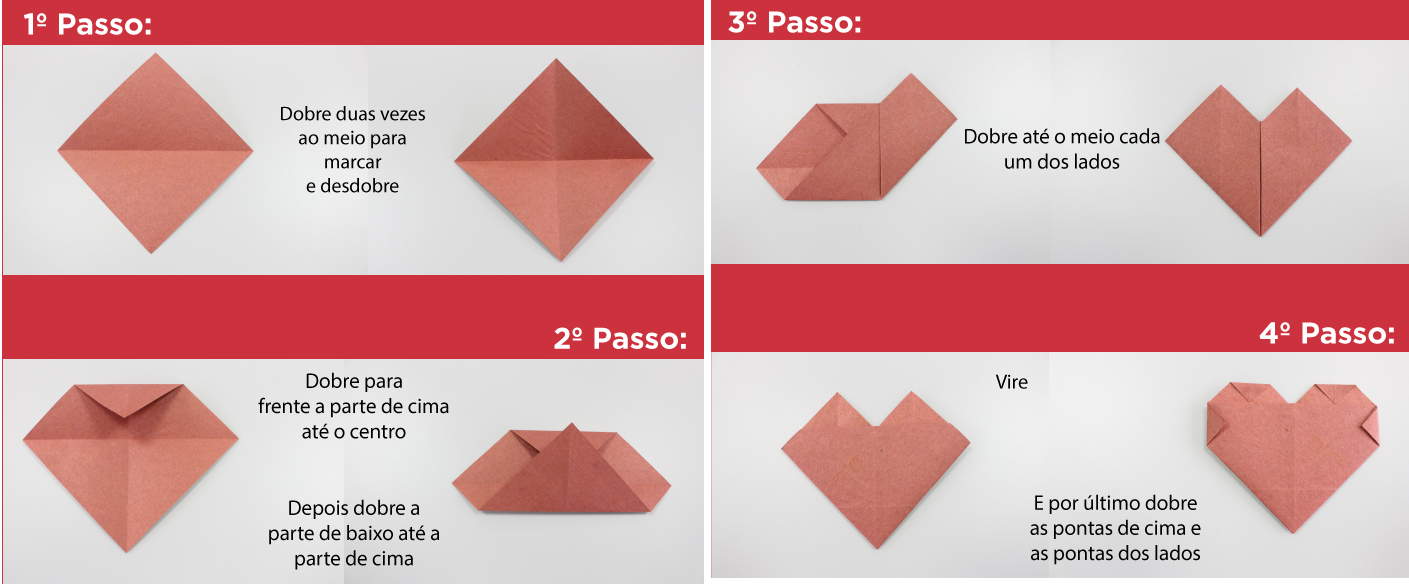 1º Passo:
Dobre duas vezes
ao meio para
marcar
e desdobre
2º Passo:
Dobre para
frente a parte de cima
até o centro
Depois dobre a
parte de baixo até a
parte de cima
3º Passo:
Dobre até o meio cada
um dos lados
4º Passo:
Vire
E por último dobre
as pontas de cima e
as pontas dos lados